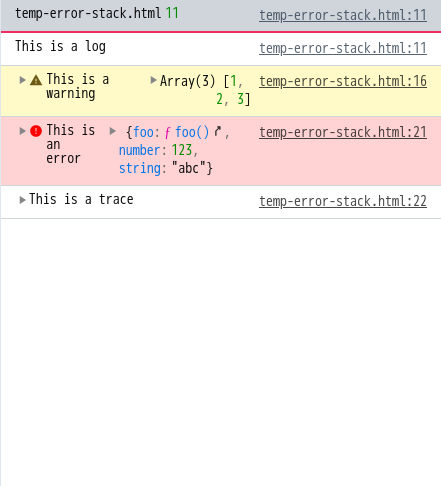 temp-error-stack.html 11 temp-error-stack.html:11
This is a log temp-error-stack.html:11
This is a Array(3) [1, temp-error-stack.html:16
warning 2, 3]
This is {foo: ƒ foo() , temp-error-stack.html:21
an number: 123,
error string: "abc"}
This is a trace temp-error-stack.html:22